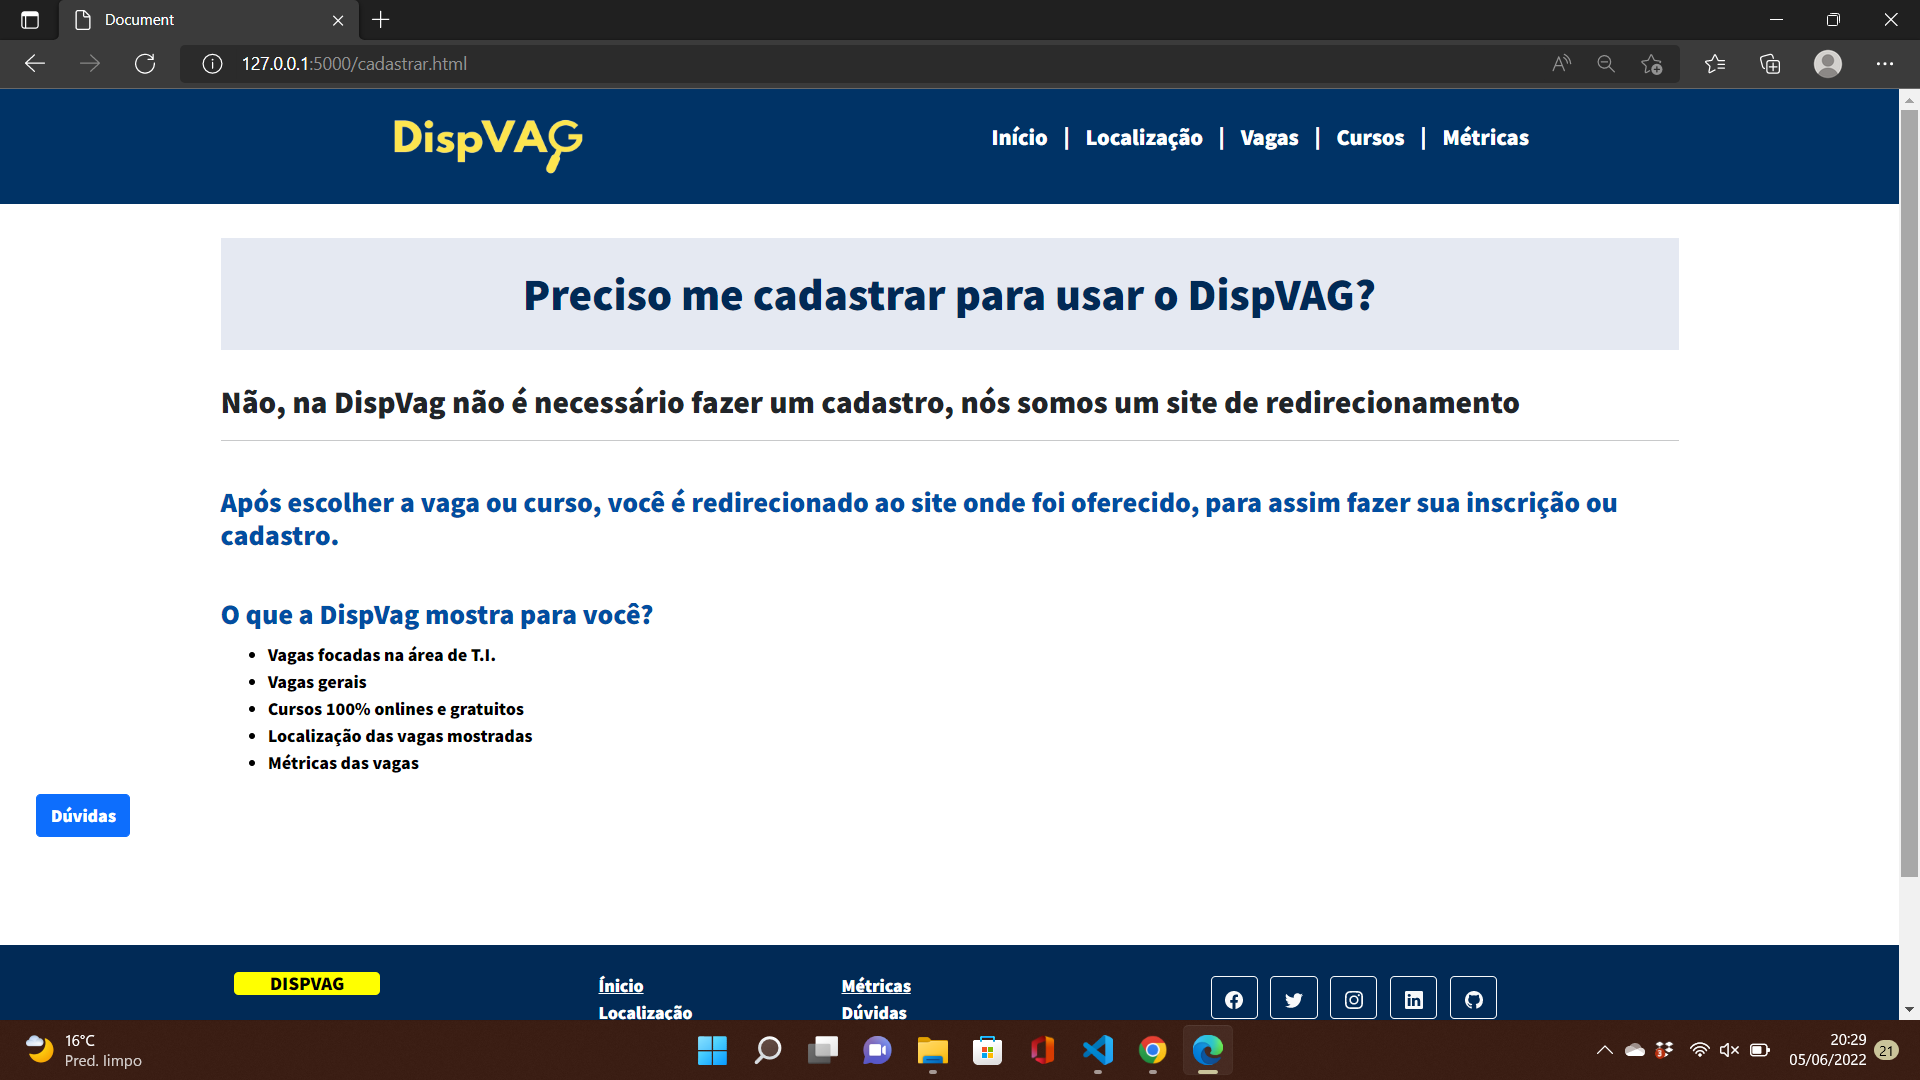 Document
127.0.0.1:5000/cadastrar.html
DispVAG
Início | Localização | Vagas | Cursos | Métricas
Preciso me cadastrar para usar o DispVAG?
Não, na DispVag não é necessário fazer um cadastro, nós somos um site de redirecionamento
Após escolher a vaga ou curso, você é redirecionado ao site onde foi oferecido, para assim fazer sua inscrição ou
cadastro.
O que a DispVag mostra para você?
• Vagas focadas na área de T.I.
• Vagas gerais
• Cursos 100% onlines e gratuitos
• Localização das vagas mostradas
• Métricas das vagas
Dúvidas
DISPVAG
Ínicio
Localização
Métricas
Dúvidas
16°C
Pred. limpo
3
20:29
05/06/2022
21